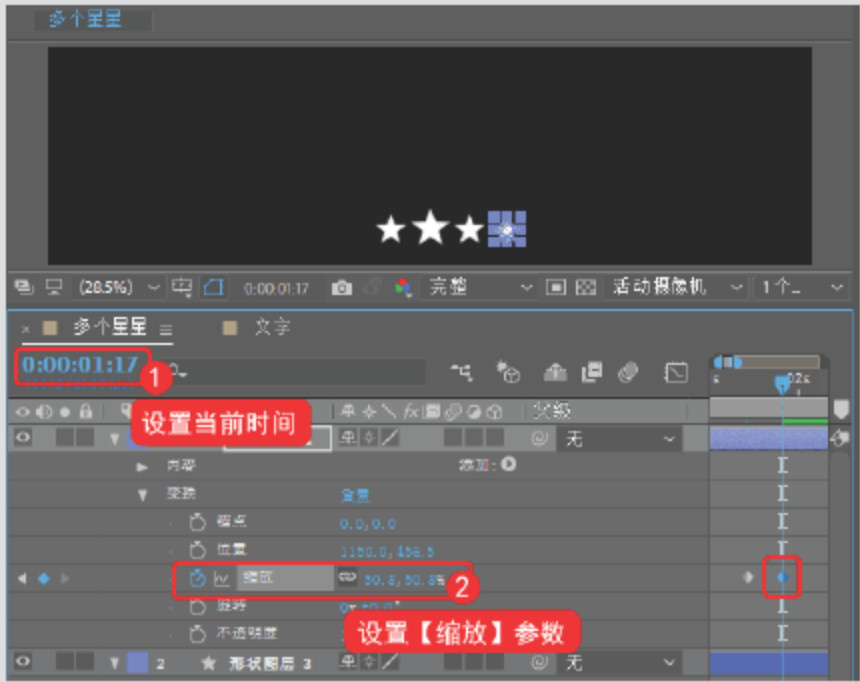 多个星星
(28.5%) 0:00:01:17 完整 活动摄像机 1个...
× 多个星星 ≡ 文字
0:00:01:17 1 s 02s
设置当前时间 fx 父级
无
内容 添加:
变换 重置
锚点 0.0,0.0
位置 1150.0,456.5
缩放 50.8,50.8% 2
旋转
设置【缩放】参数
不透明度
2 ★ 形状图层 3 无